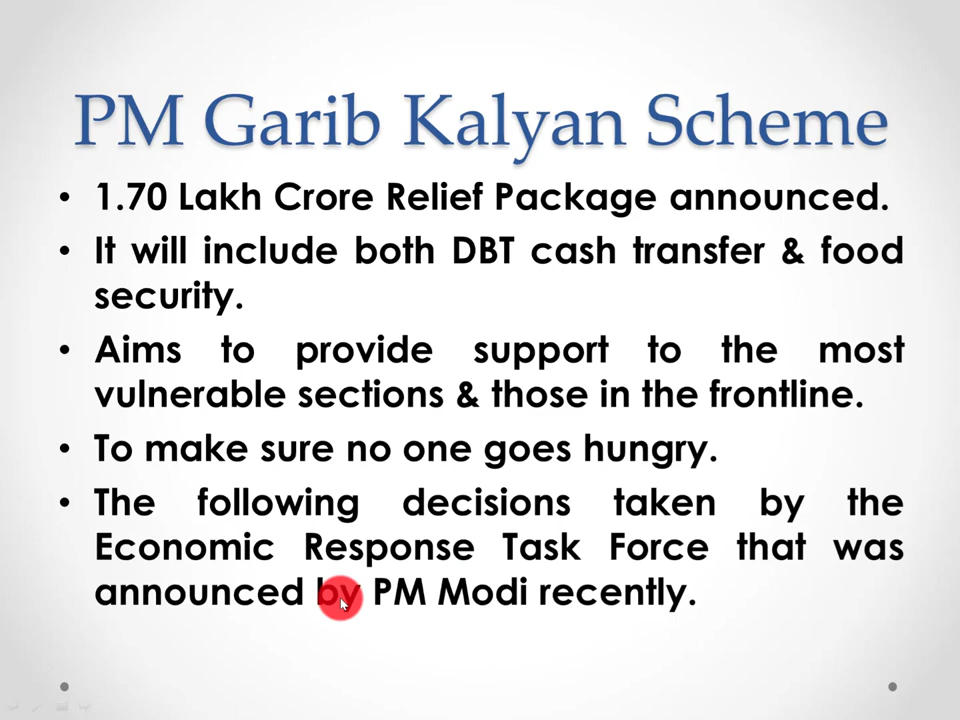 PM Garib Kalyan Scheme
• 1.70 Lakh Crore Relief Package announced.
• It will include both DBT cash transfer & food
security.
• Aims to provide support to the most
vulnerable sections & those in the frontline.
• To make sure no one goes hungry.
• The following decisions taken by the
Economic Response Task Force that was
announced by PM Modi recently.